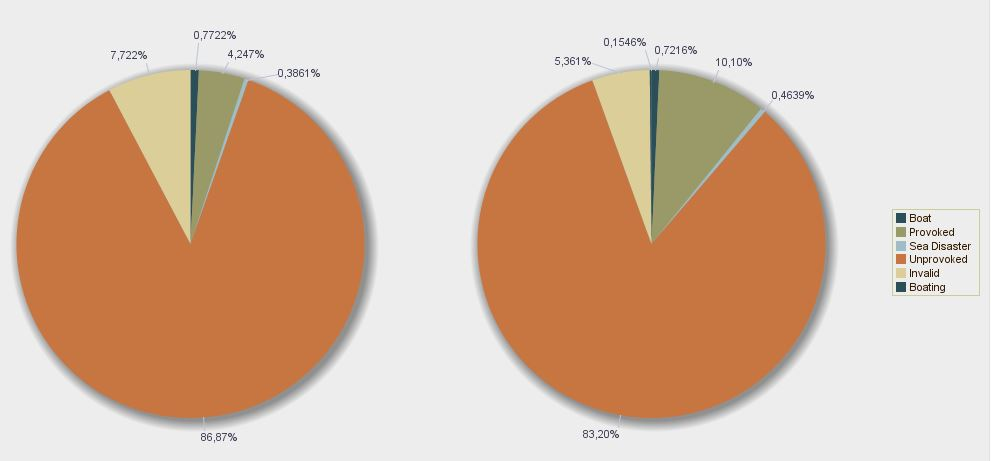 0,7722%
7,722%
4,247%
0,3861%
86,87%
0,1546%
0,7216%
5,361%
10,10%
0,4639%
83,20%
Boat
Provoked
Sea Disaster
Unprovoked
Invalid
Boating